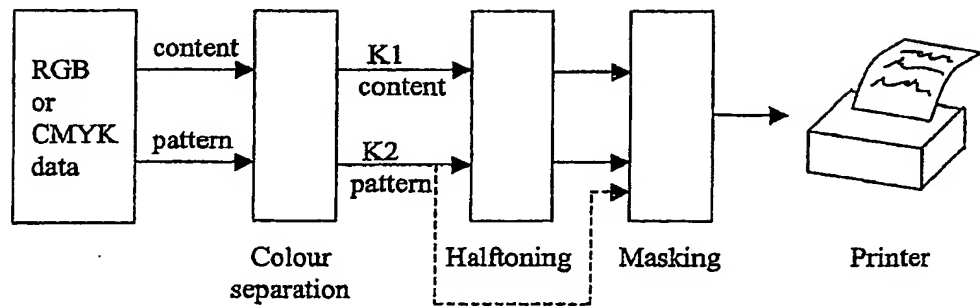 RGB
or
CMYK
data
content
pattern
K1
content
K2
pattern
Colour
separation
Halftoning
Masking
Printer